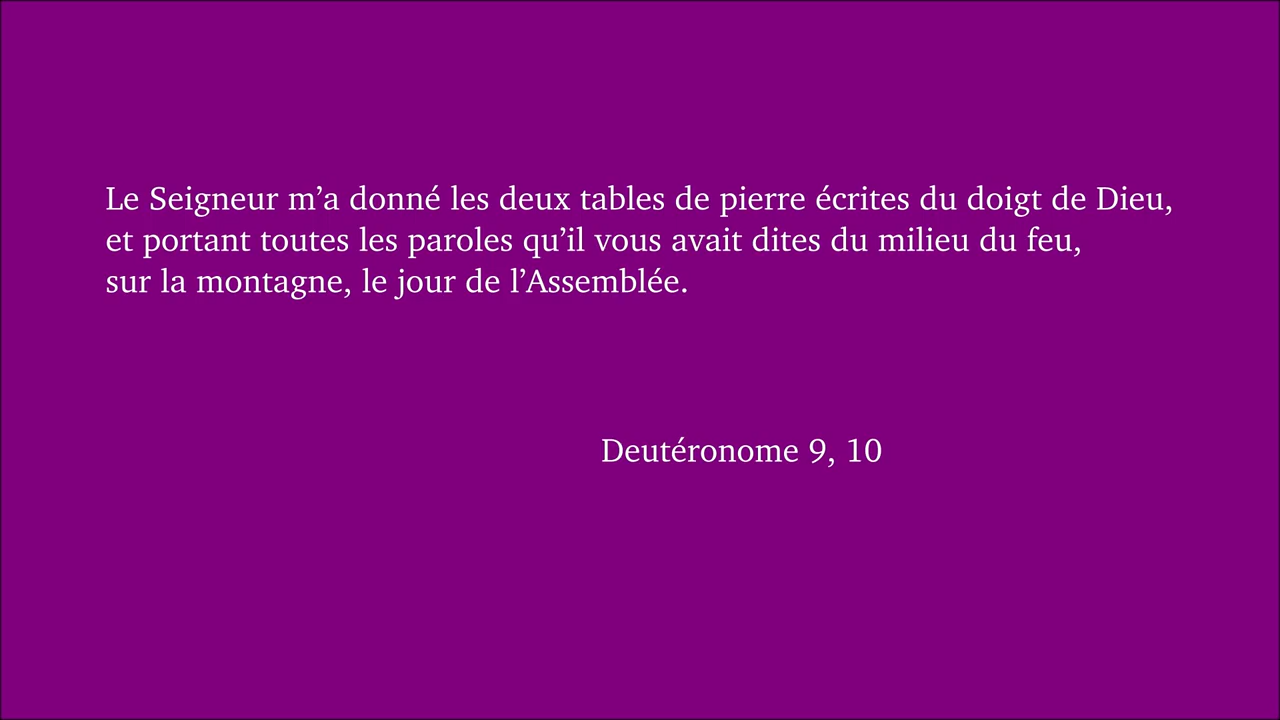 Le Seigneur m’a donné les deux tables de pierre écrites du doigt de Dieu,
et portant toutes les paroles qu’il vous avait dites du milieu du feu,
sur la montagne, le jour de l’Assemblée.
Deutéronome 9, 10